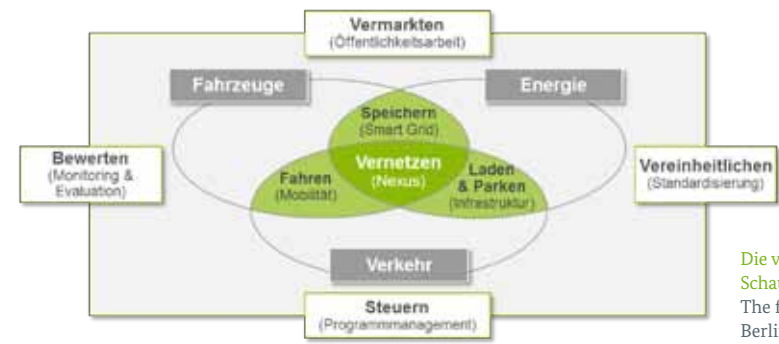 Vermarkten
(Öffentlichkeitsarbeit)
Fahrzeuge
Energie
Speichern
(Smart Grid)
Bewerten
(Monitoring &
Evaluation)
Fahren
(Mobilität)
Vernetzen
(Nexus)
Laden
& Parken
(Infrastruktur)
Vereinheitlichen
(Standardisierung)
Verkehr
Steuern
(Programmmanagement)
Die v
Schau
The f
Berli